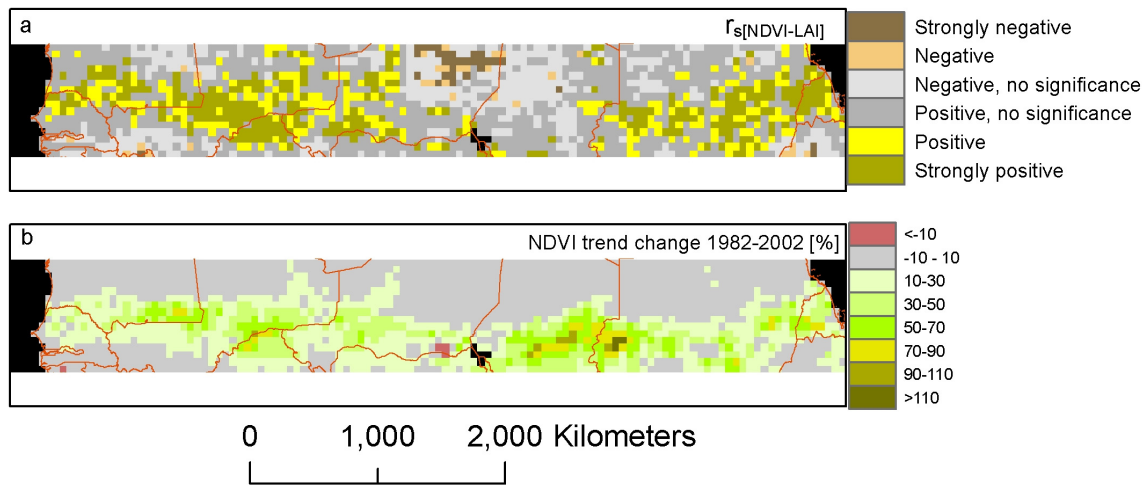 a
r_s[NDVI-LAI]
Strongly negative
Negative
Negative, no significance
Positive, no significance
Positive
Strongly positive
b
NDVI trend change 1982-2002 [%]
<-10
-10 - 10
10-30
30-50
50-70
70-90
90-110
>110
0 1,000 2,000 Kilometers